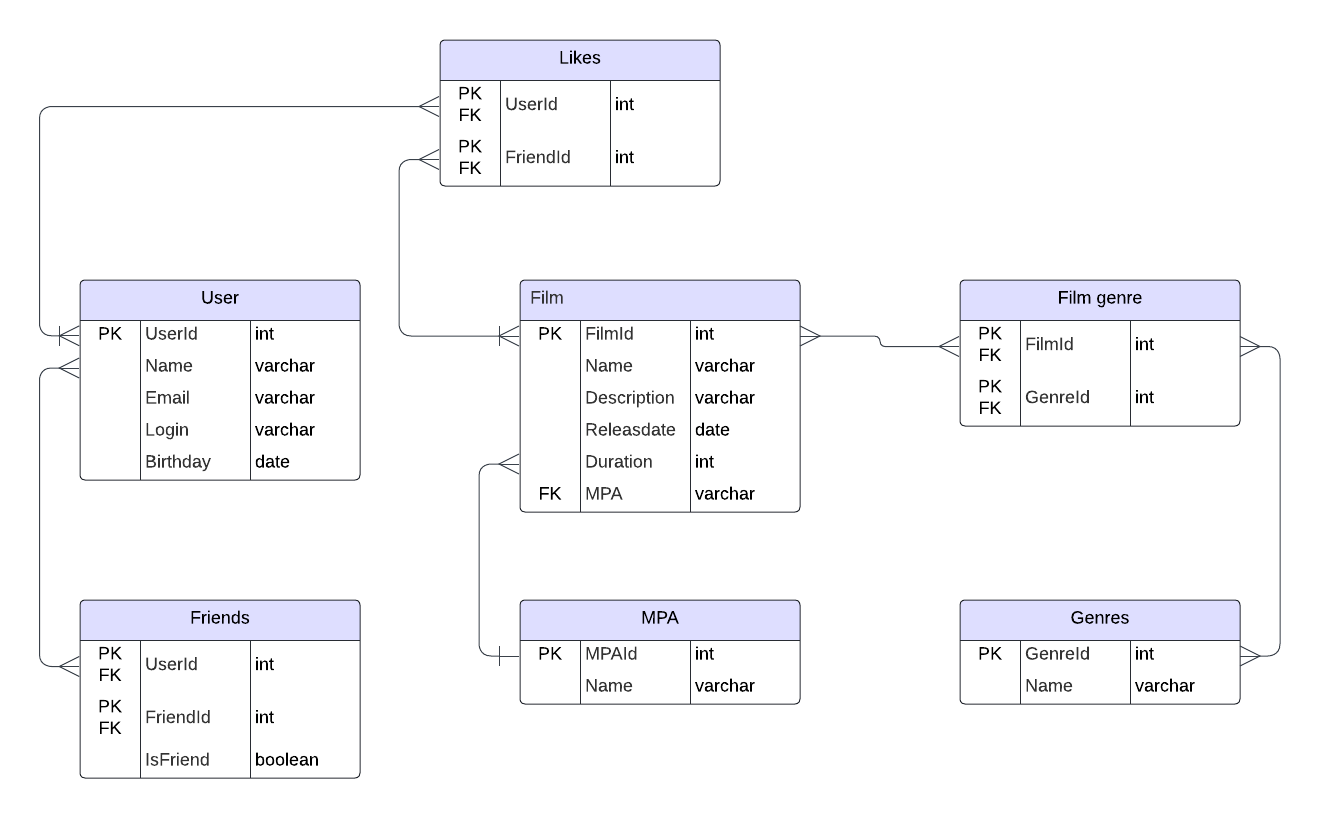 Likes
PK
FK
UserId int
PK
FK
FriendId int
User
PK UserId int
Name varchar
Email varchar
Login varchar
Birthday date
Film
PK FilmId int
Name varchar
Description varchar
Releasdate date
Duration int
FK MPA varchar
Film genre
PK
FK
FilmId int
PK
FK
GenreId int
Friends
PK
FK
UserId int
PK
FK
FriendId int
IsFriend boolean
MPA
PK MPAId int
Name varchar
Genres
PK GenreId int
Name varchar